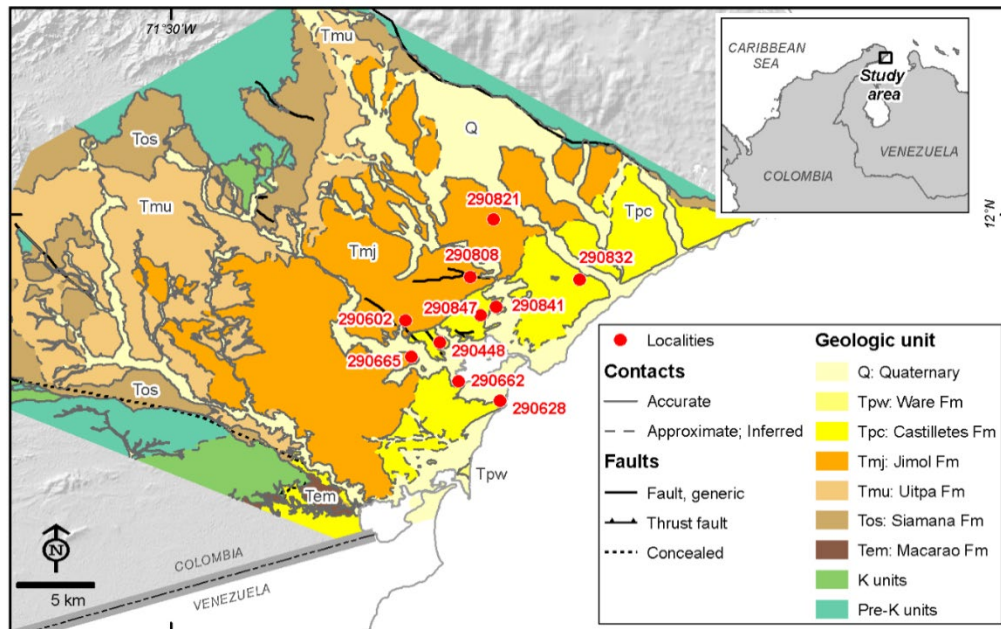 71°30'W
Tmu
CARIBBEAN
SEA
Study
area
VENEZUELA
COLOMBIA
12°N
Tos
Q
Tmu
Tpc
290821
Tmj
290808
290832
290847
290841
290602
290448
290665
290662
290628
Tos
Tpw
Tem
N
5 km
COLOMBIA
VENEZUELA
Localities
Contacts
Accurate
Approximate; Inferred
Faults
Fault, generic
Thrust fault
Concealed
Geologic unit
Q: Quaternary
Tpw: Ware Fm
Tpc: Castilletes Fm
Tmj: Jimol Fm
Tmu: Uitpa Fm
Tos: Siamana Fm
Tem: Macarao Fm
K units
Pre-K units